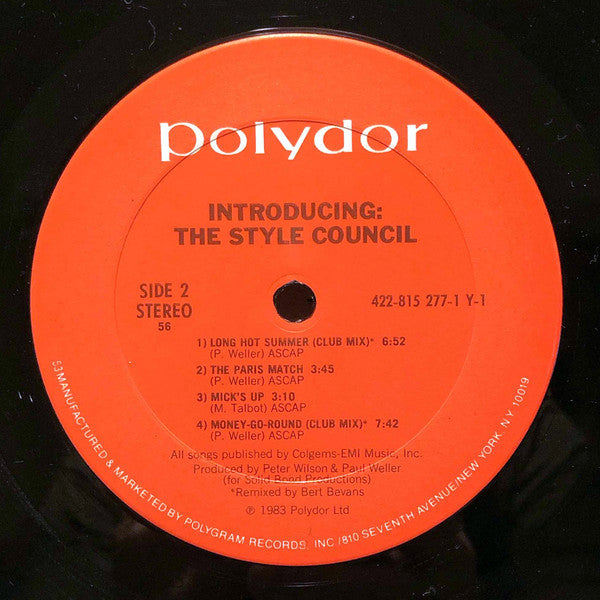 polydor
INTRODUCING:
THE STYLE COUNCIL
SIDE 2
STEREO
56
422-815 277-1 Y-1
1) LONG HOT SUMMER (CLUB MIX)* 6:52
(P. Weller) ASCAP
2) THE PARIS MATCH 3:45
(P. Weller) ASCAP
3) MICK'S UP 3:10
(M. Talbot) ASCAP
4) MONEY-GO-ROUND (CLUB MIX)* 7:42
(P. Weller) ASCAP
All songs published by Colgems-EMI Music, Inc.
Produced by Peter Wilson & Paul Weller
(for Solid Bond Productions)
*Remixed by Bert Bevans
℗ 1983 Polydor Ltd
53 MANUFACTURED & MARKETED BY POLYGRAM RECORDS, INC /810 SEVENTH AVENUE/NEW YORK, N.Y. 10019